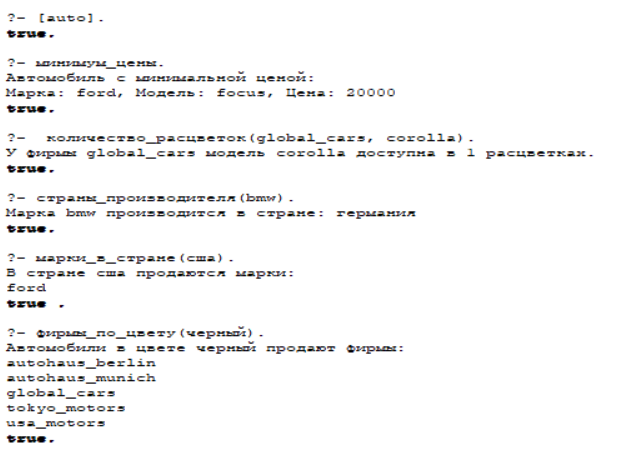 ?- [auto].
true.
?- минимум_цены.
Автомобиль с минимальной ценой:
Марка: ford, Модель: focus, Цена: 20000
true.
?-  количество_расцветок(global_cars, corolla).
У фирмы global_cars модель corolla доступна в 1 расцветках.
true.
?- страны_производителя(bmw).
Марка bmw производится в стране: германия
true.
?- марки_в_стране(сша).
В стране сша продаются марки:
ford
true .
?- фирмы_по_цвету(черный).
Автомобили в цвете черный продают фирмы:
autohaus_berlin
autohaus_munich
global_cars
tokyo_motors
usa_motors
true.